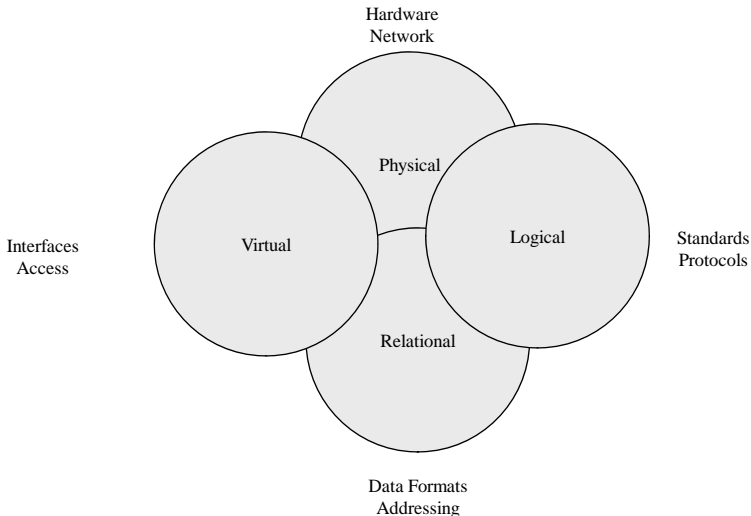 Hardware
Network
Physical
Virtual
Logical
Interfaces
Access
Standards
Protocols
Relational
Data Formats
Addressing